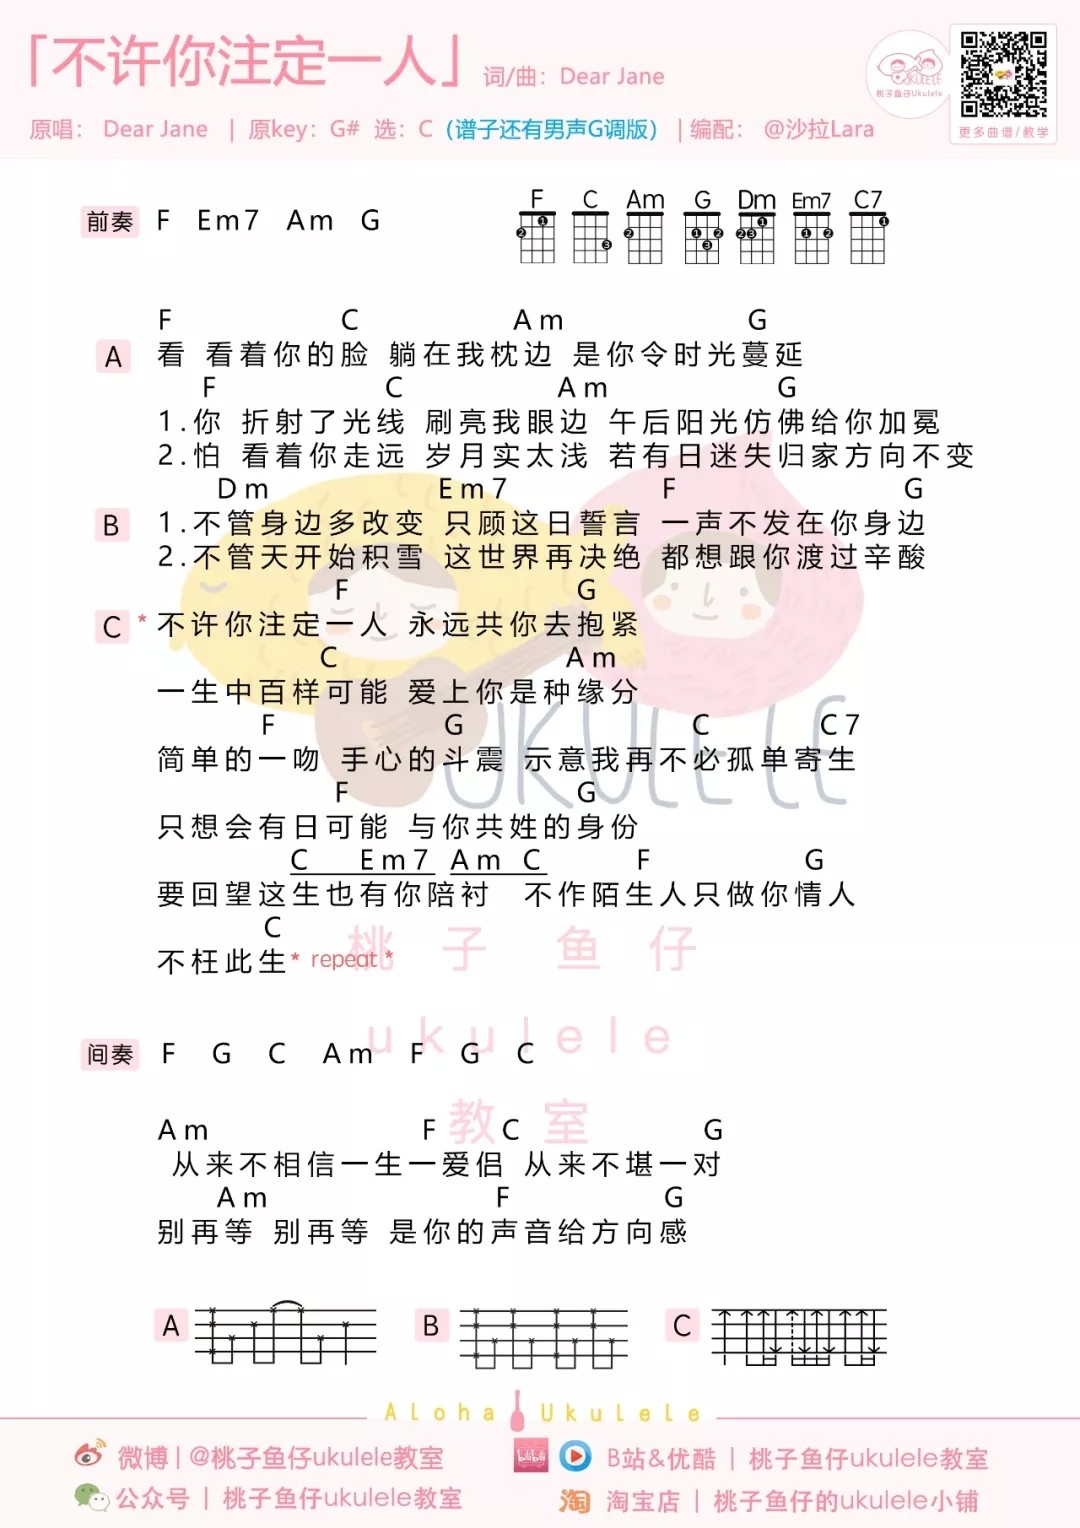 「不许你注定一人」 词/曲：Dear Jane
桃子鱼仔Ukulele
更多曲谱/教学
原唱： Dear Jane | 原key：G# 选：C（谱子还有男声G调版）| 编配： @沙拉Lara
F C Am G Dm Em7 C7
前奏 F Em7 Am G
F C Am G
A 看 看着你的脸 躺在我枕边 是你令时光蔓延
F C Am G
1.你 折射了光线 刷亮我眼边 午后阳光仿佛给你加冕
2.怕 看着你走远 岁月实太浅 若有日迷失归家方向不变
Dm Em7 F G
B 1.不管身边多改变 只顾这日誓言 一声不发在你身边
2.不管天开始积雪 这世界再决绝 都想跟你渡过辛酸
F G
C *不许你注定一人 永远共你去抱紧
C Am
一生中百样可能 爱上你是种缘分
F G C C7
简单的一吻 手心的斗震 示意我再不必孤单寄生
F G
只想会有日可能 与你共姓的身份
C Em7 Am C F G
要回望这生也有你陪衬 不作陌生人只做你情人
C
不枉此生* repeat *
UKULELE
桃子鱼仔
ukulele
教室
间奏 F G C Am F G C
Am F C G
从来不相信一生一爱侣 从来不堪一对
Am F G
别再等 别再等 是你的声音给方向感
A B C
Aloha Ukulele
微博 | @桃子鱼仔ukulele教室
B站&优酷 | 桃子鱼仔ukulele教室
公众号 | 桃子鱼仔ukulele教室
淘 淘宝店 | 桃子鱼仔的ukulele小铺